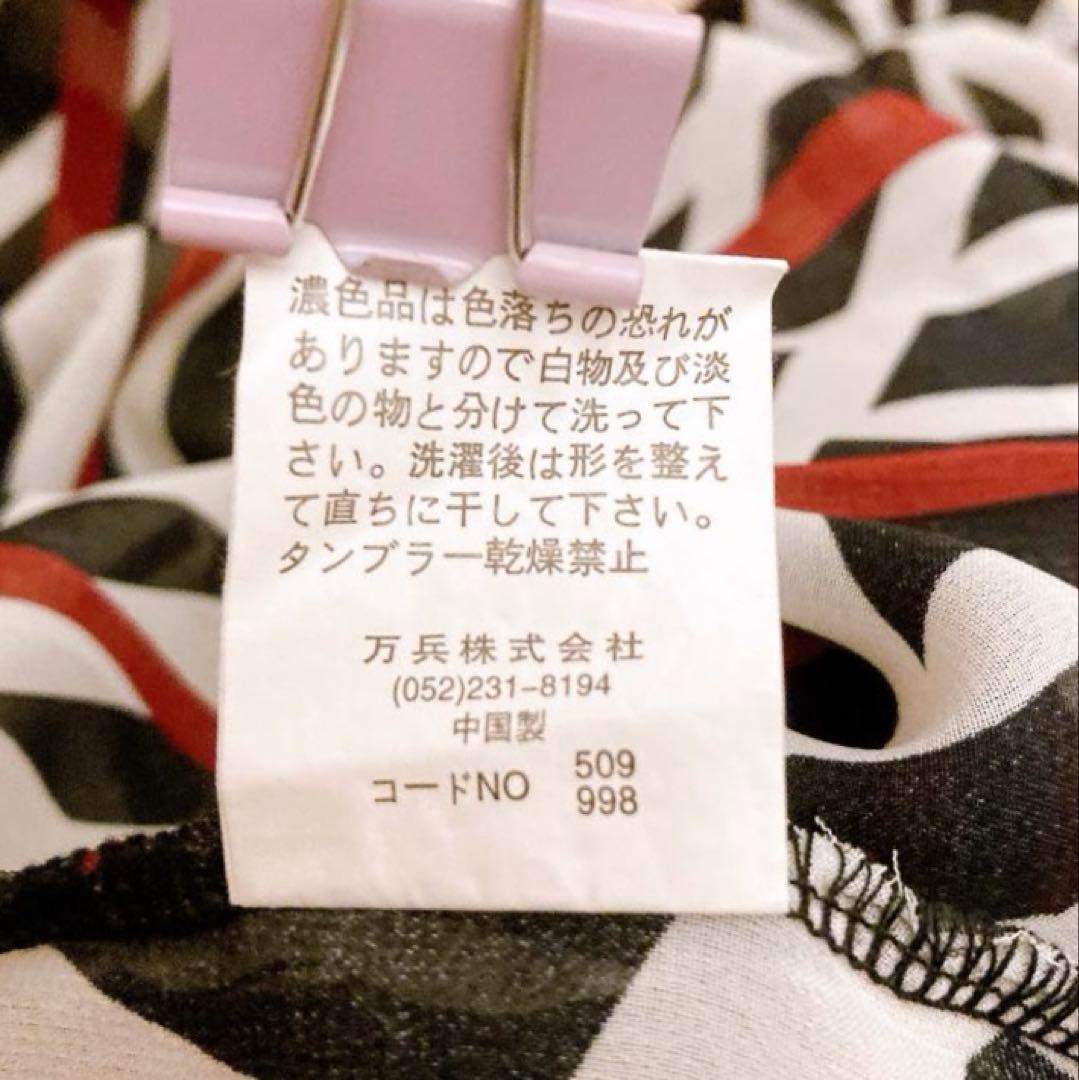 濃色品は色落ちの恐れが
ありますので白物及び淡
色の物と分けて洗って下
さい。洗濯後は形を整え
て直ちに干して下さい。
タンブラー乾燥禁止
万兵株式会社
(052)231-8194
中国製
コードNO 509
998